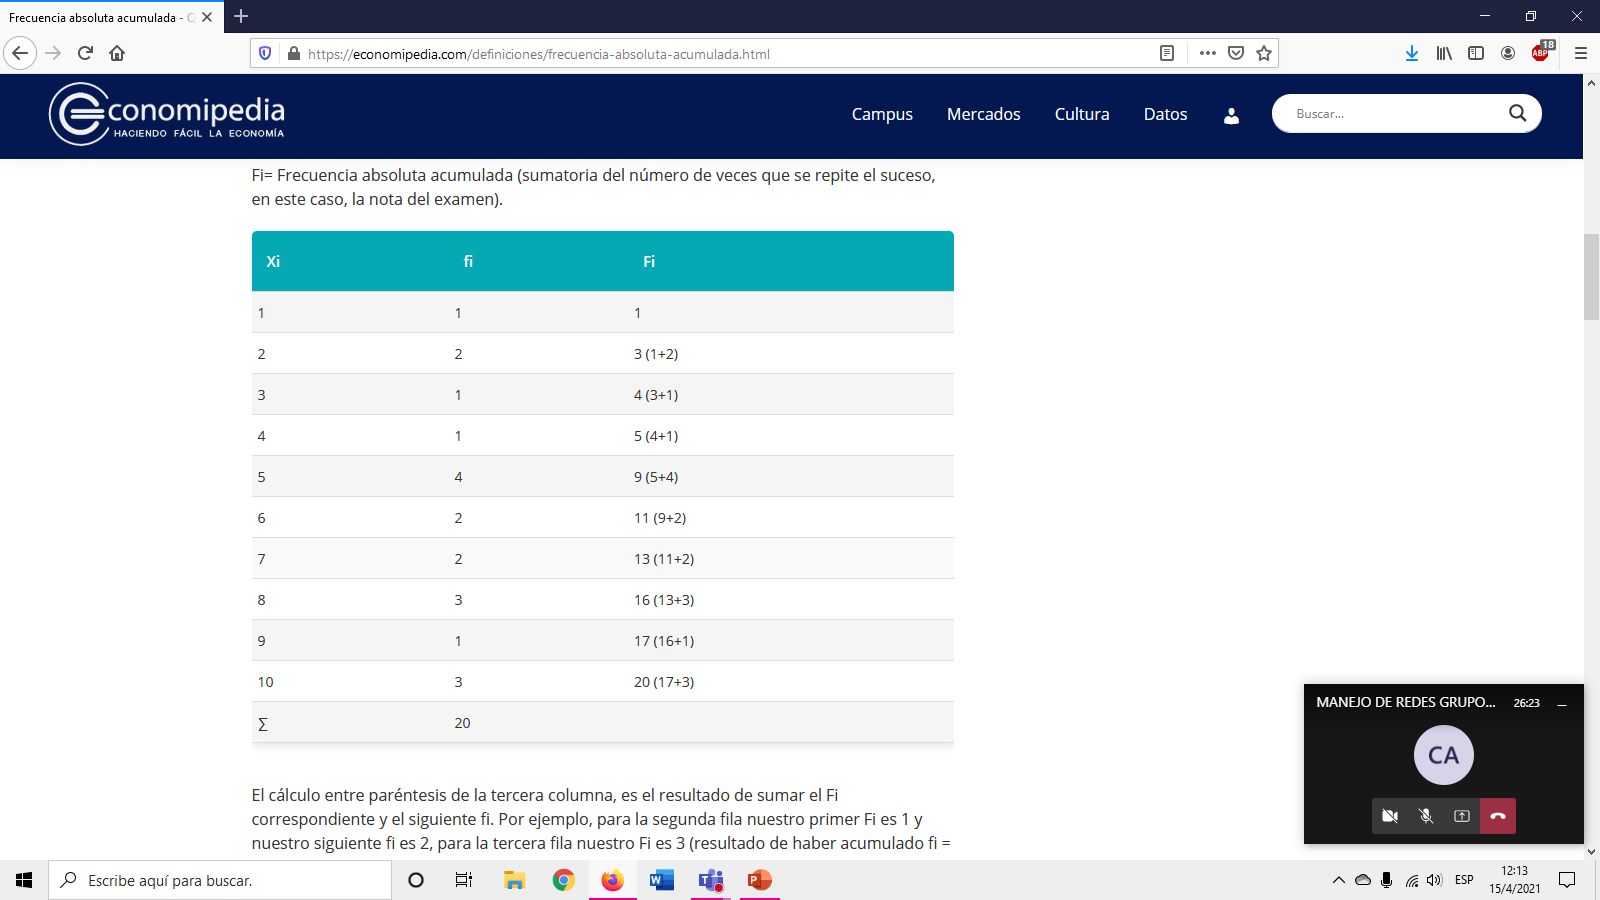 Frecuencia absoluta acumulada - 
https://economipedia.com/definiciones/frecuencia-absoluta-acumulada.html
ABP 18
conomipedia
HACIENDO FÁCIL LA ECONOMÍA
Campus Mercados Cultura Datos Buscar...
Fi= Frecuencia absoluta acumulada (sumatoria del número de veces que se repite el suceso,
en este caso, la nota del examen).
Xi fi Fi
1 1 1
2 2 3 (1+2)
3 1 4 (3+1)
4 1 5 (4+1)
5 4 9 (5+4)
6 2 11 (9+2)
7 2 13 (11+2)
8 3 16 (13+3)
9 1 17 (16+1)
10 3 20 (17+3)
∑ 20
El cálculo entre paréntesis de la tercera columna, es el resultado de sumar el Fi
correspondiente y el siguiente fi. Por ejemplo, para la segunda fila nuestro primer Fi es 1 y
nuestro siguiente fi es 2, para la tercera fila nuestro Fi es 3 (resultado de haber acumulado fi =
MANEJO DE REDES GRUPO... 26:23
CA
Escribe aquí para buscar.
ESP
12:13
15/4/2021